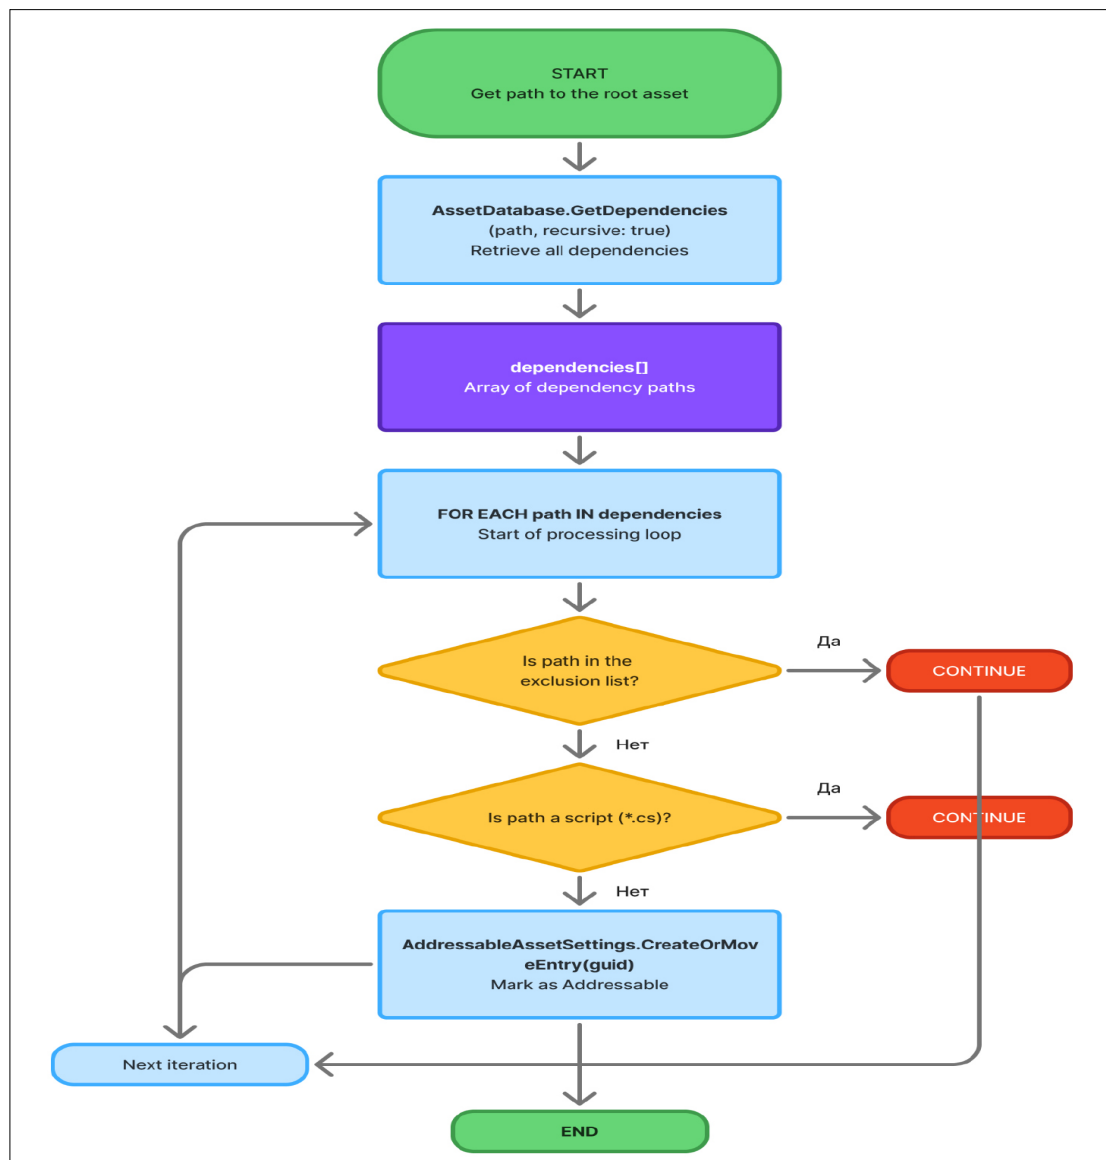 START
Get path to the root asset
AssetDatabase.GetDependencies
(path, recursive: true)
Retrieve all dependencies
dependencies[]
Array of dependency paths
FOR EACH path IN dependencies
Start of processing loop
Is path in the
exclusion list?
Да
CONTINUE
Нет
Is path a script (*.cs)?
Да
CONTINUE
Нет
AddressableAssetSettings.CreateOrMov
eEntry(guid)
Mark as Addressable
Next iteration
END